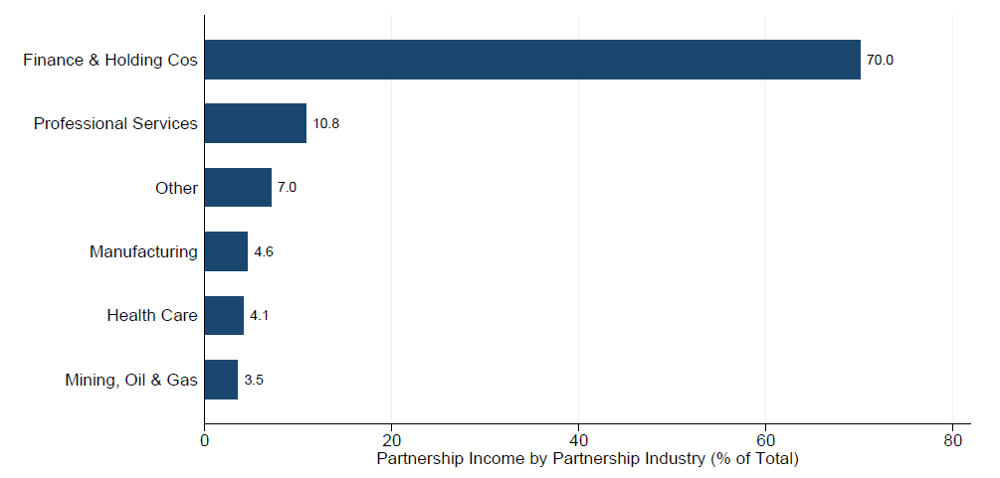 Finance & Holding Cos 70.0
Professional Services 10.8
Other 7.0
Manufacturing 4.6
Health Care 4.1
Mining, Oil & Gas 3.5
0 20 40 60 80
Partnership Income by Partnership Industry (% of Total)